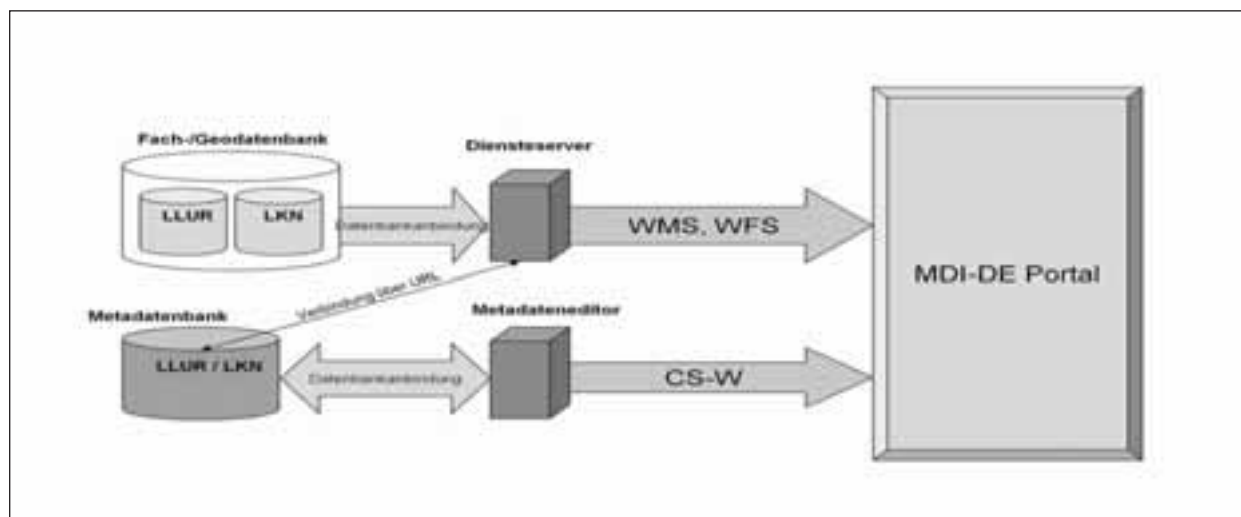 Fach-/Geodatenbank
Diensteserver
LLUR
LKN
Datenbankanbindung
WMS, WFS
MDI-DE Portal
Verbindung über URL
Metadatenbank
Metadateneditor
LLUR / LKN
Datenbankanbindung
CS-W